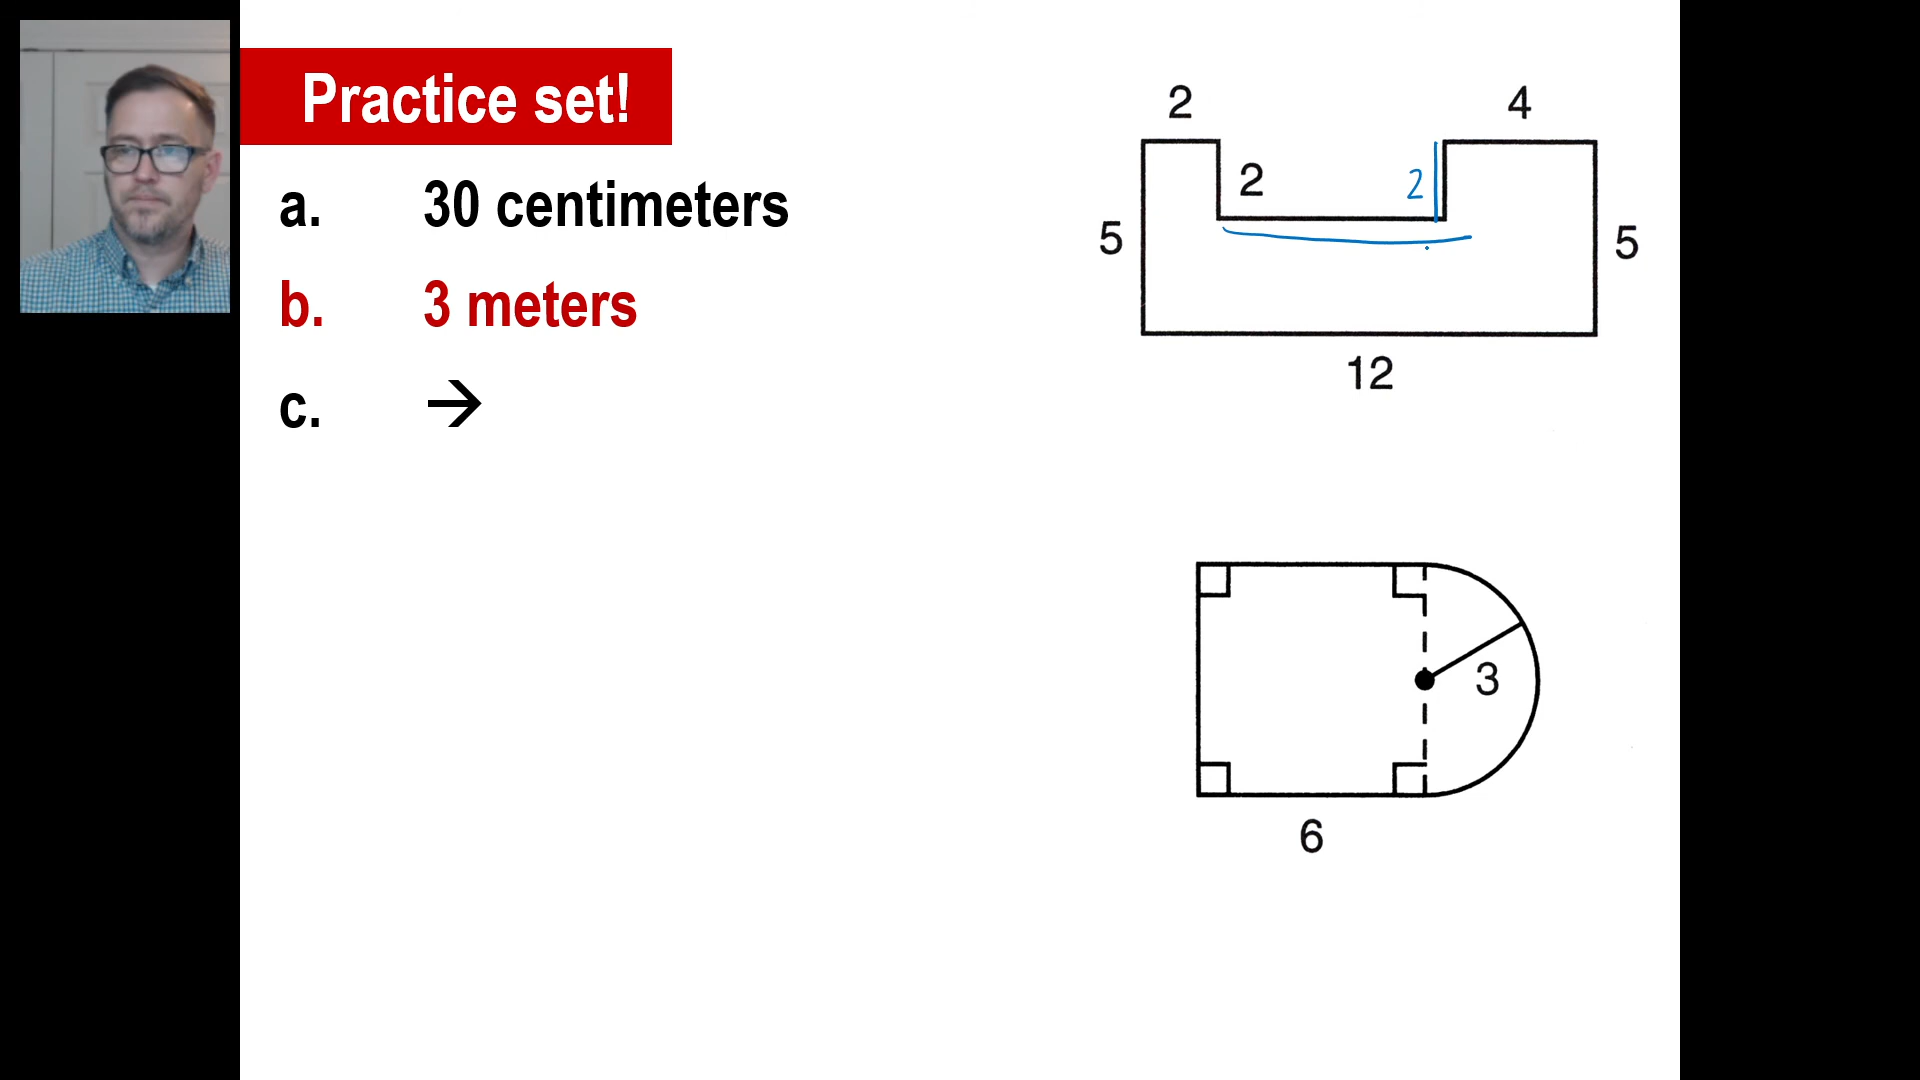 Practice set!
a. 30 centimeters
b. 3 meters
c. →
2 4
2 2
5 5
12
3
6